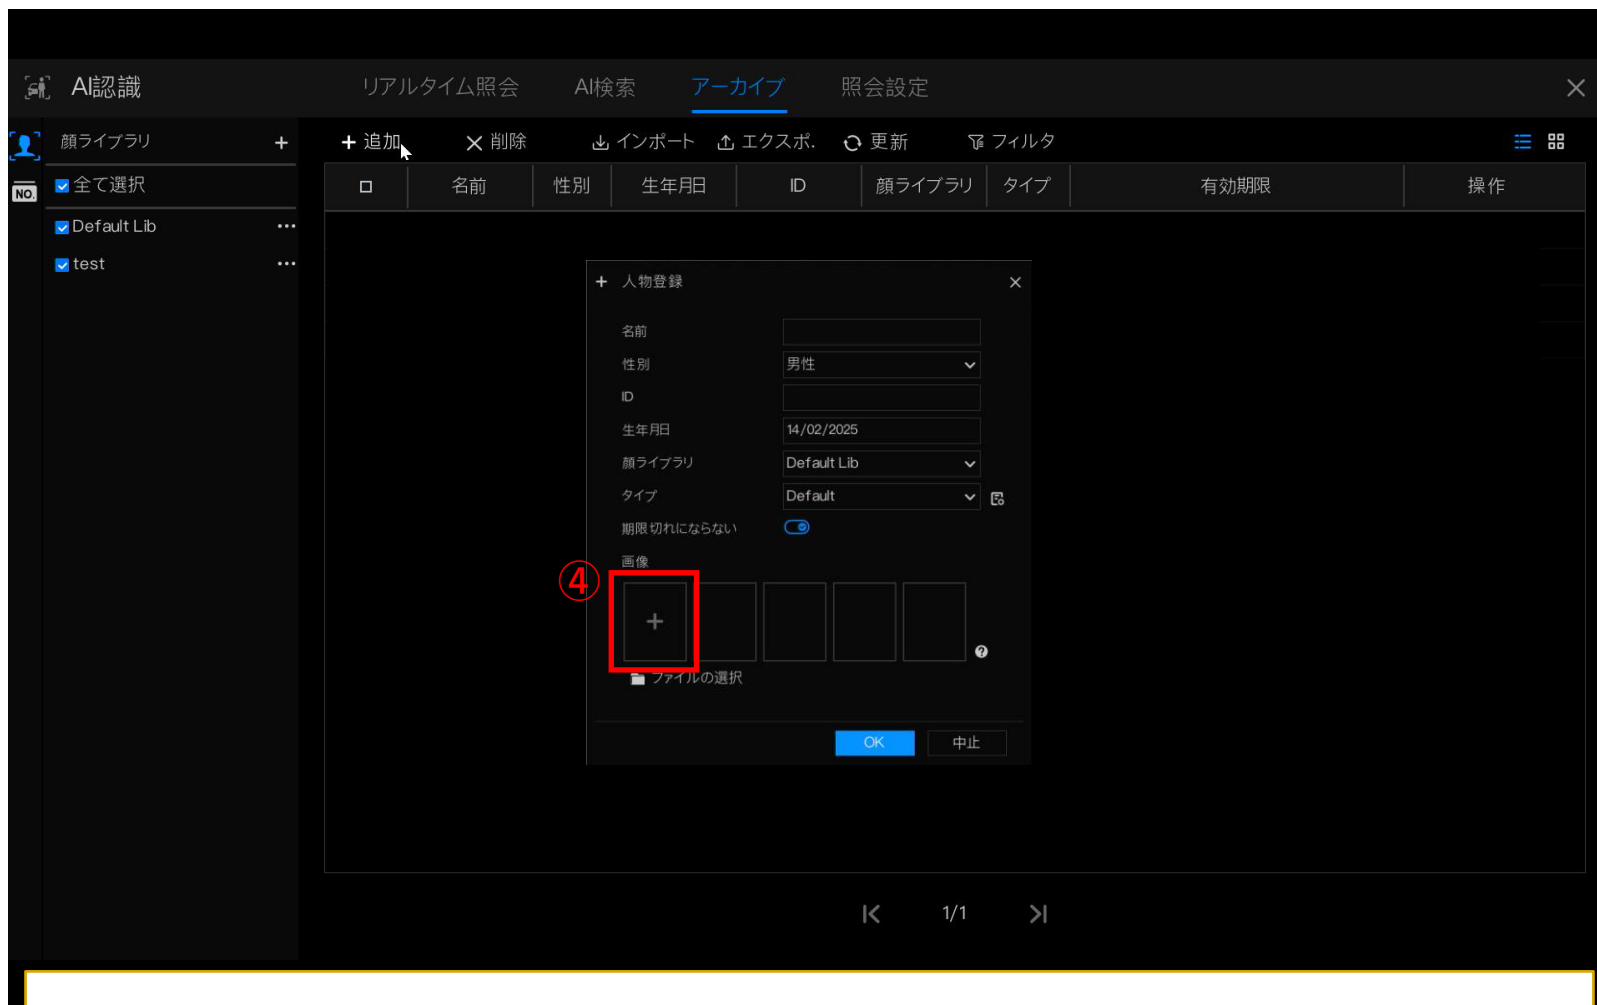 AI認識
リアルタイム照会 AI検索 アーカイブ 照会設定
顔ライブラリ +
+ 追加 × 削除 インポート エクスポ. 更新 フィルタ
NO.
全て選択
名前 性別 生年月日 ID 顔ライブラリ タイプ 有効期限 操作
Default Lib ...
test ...
+ 人物登録 ×
名前
性別 男性
ID
生年月日 14/02/2025
顔ライブラリ Default Lib
タイプ Default
期限切れにならない
画像
④
+
?
ファイルの選択
OK 中止
1/1